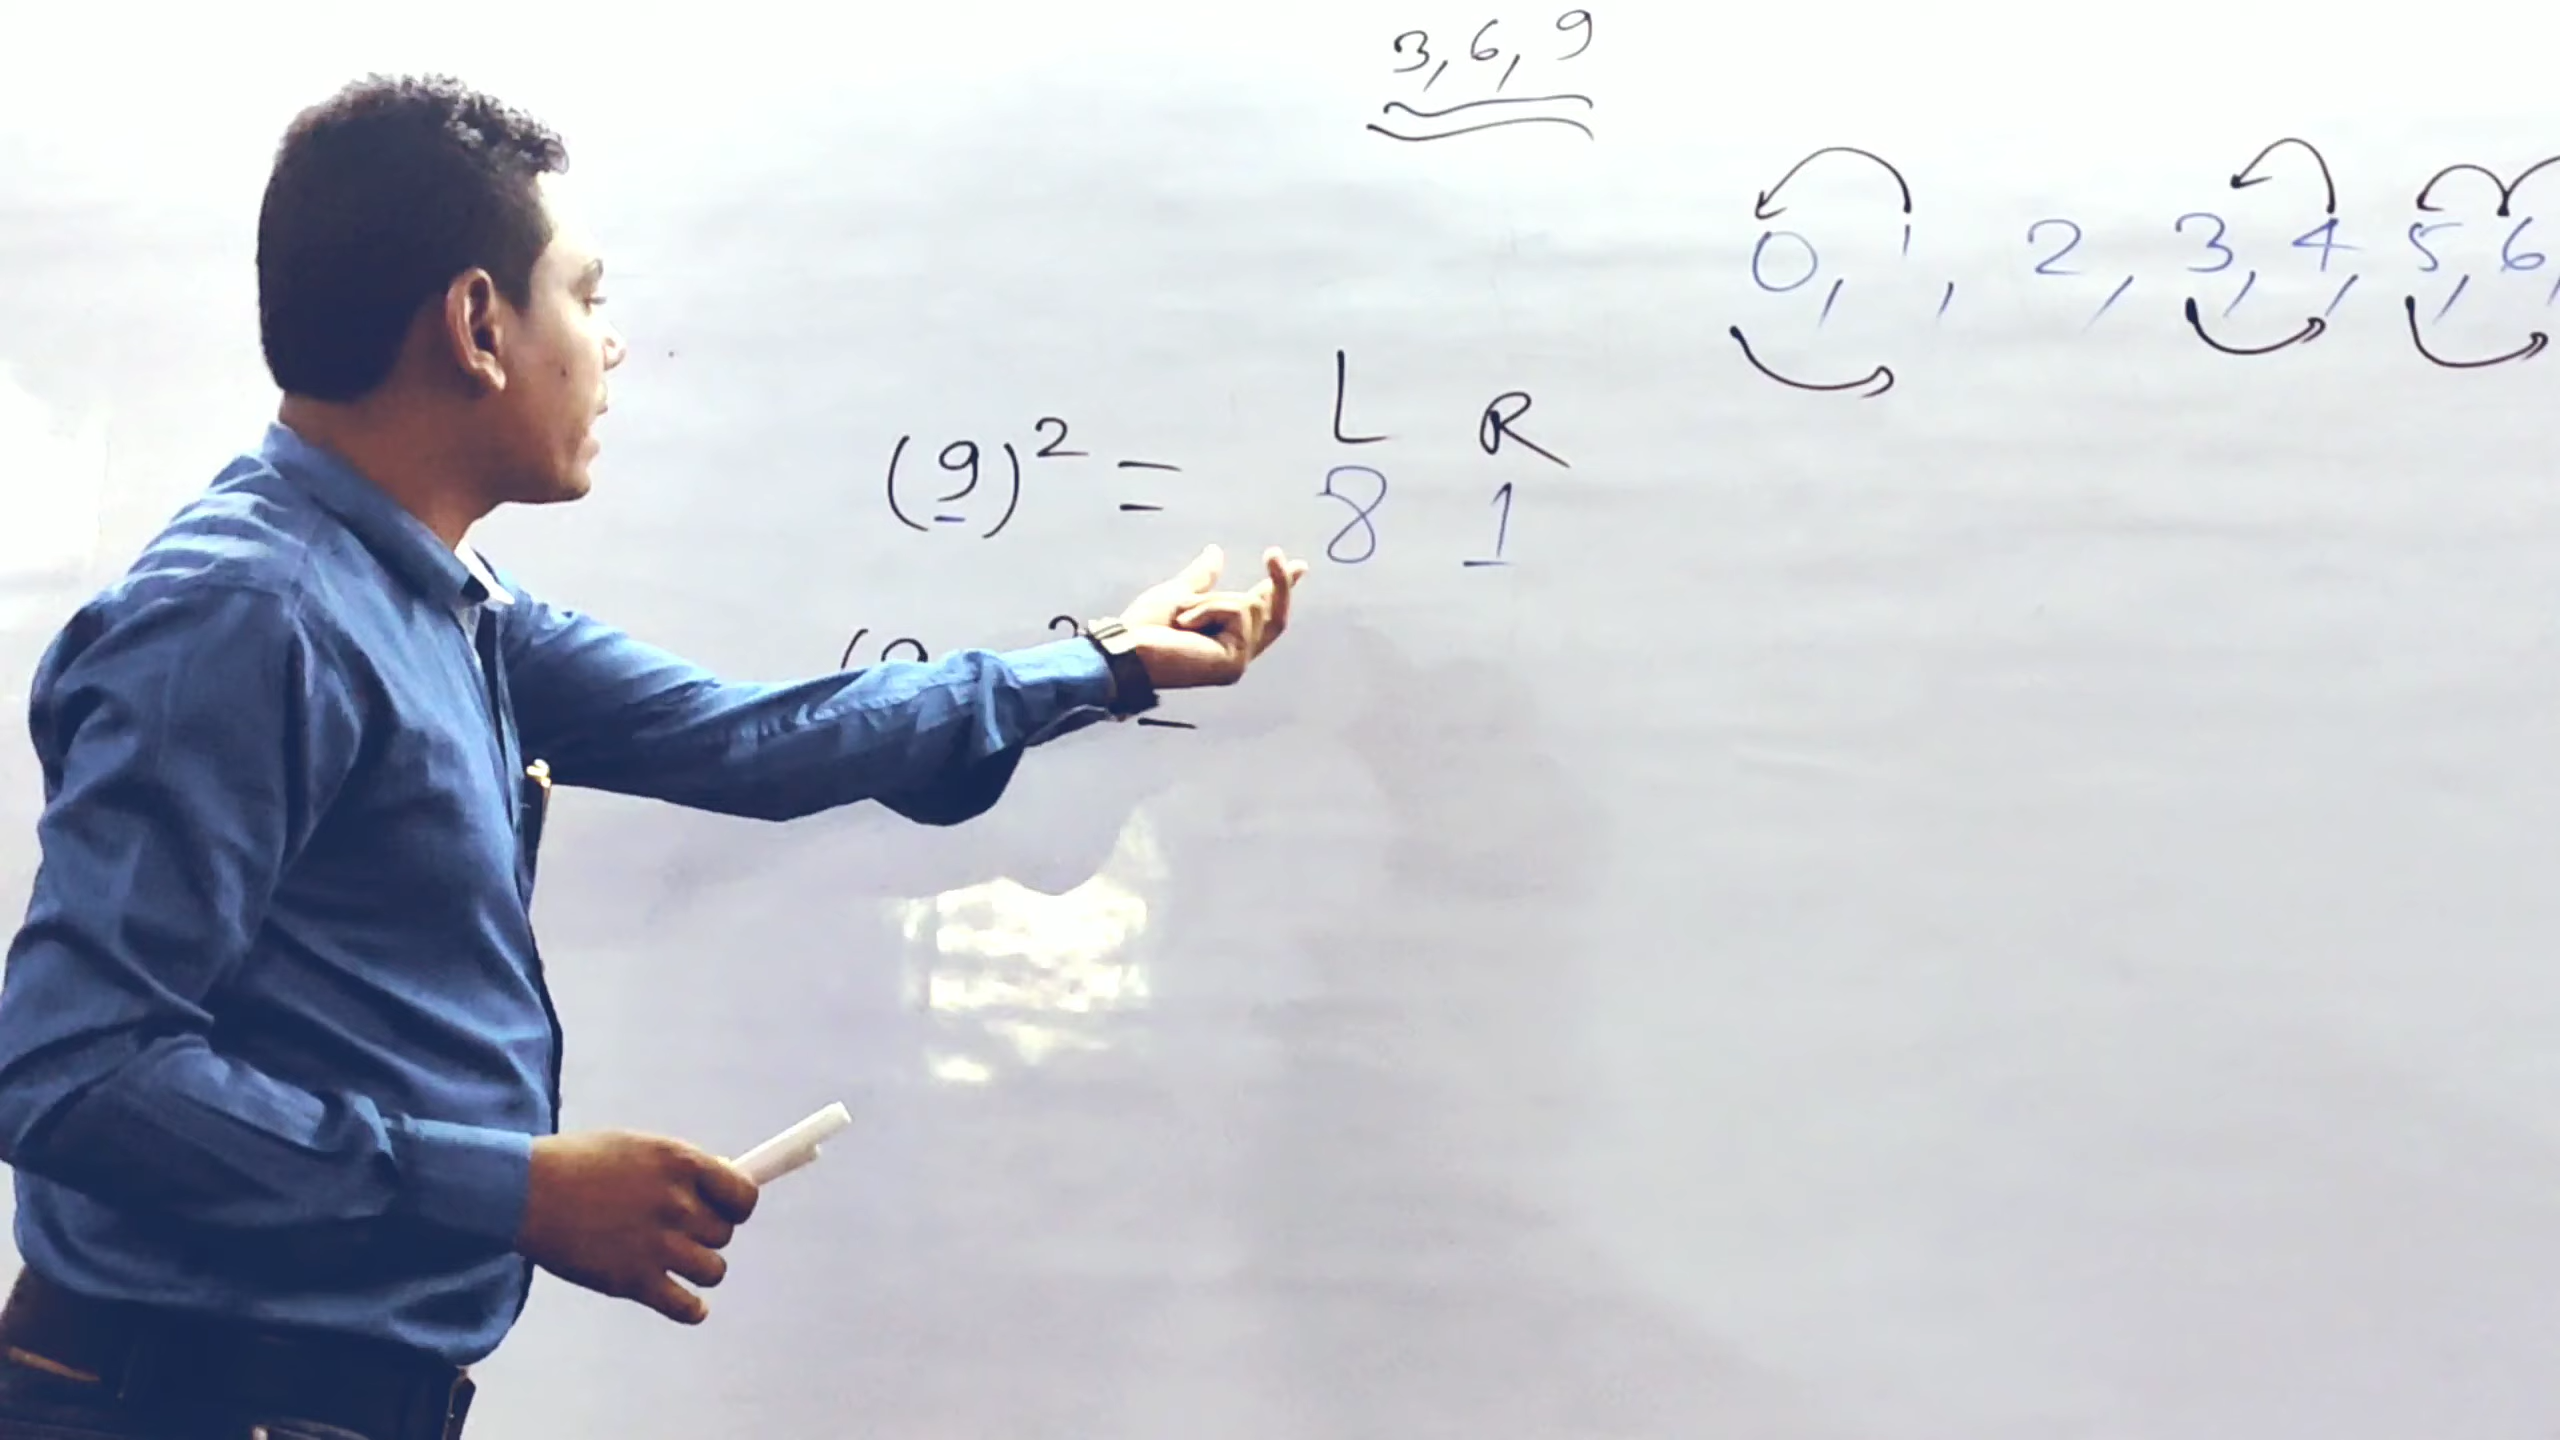 3, 6, 9
0, 1, 2, 3, 4, 5, 6,
L R
(9)² = 8 1